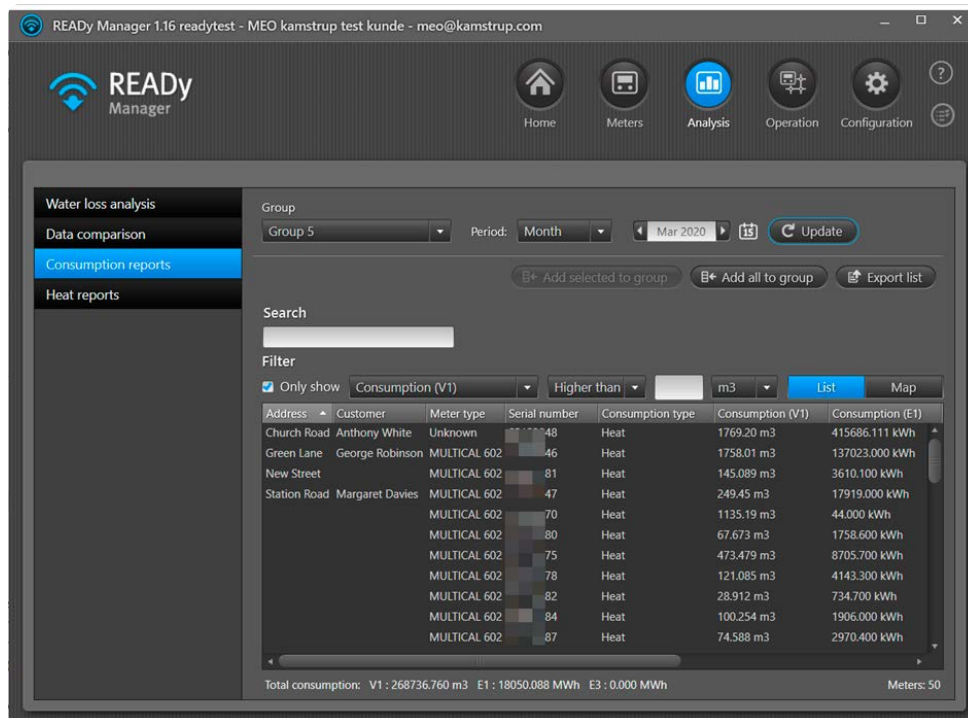 READy Manager 1.16 readytest - MEO kamstrup test kunde - meo@kamstrup.com
READy
Manager
Home Meters Analysis Operation Configuration
Water loss analysis
Data comparison
Consumption reports
Heat reports
Group
Group 5 Period: Month Mar 2020 15 Update
Add selected to group Add all to group Export list
Search
Filter
Only show Consumption (V1) Higher than m3 List Map
Address Customer Meter type Serial number Consumption type Consumption (V1) Consumption (E1)
Church Road Anthony White Unknown 48 Heat 1769.20 m3 415686.111 kWh
Green Lane George Robinson MULTICAL 602 46 Heat 1758.01 m3 137023.000 kWh
New Street MULTICAL 602 81 Heat 145.089 m3 3610.100 kWh
Station Road Margaret Davies MULTICAL 602 47 Heat 249.45 m3 17919.000 kWh
MULTICAL 602 70 Heat 1135.19 m3 44.000 kWh
MULTICAL 602 80 Heat 67.673 m3 1758.600 kWh
MULTICAL 602 75 Heat 473.479 m3 8705.700 kWh
MULTICAL 602 78 Heat 121.085 m3 4143.300 kWh
MULTICAL 602 82 Heat 28.912 m3 734.700 kWh
MULTICAL 602 84 Heat 100.254 m3 1906.000 kWh
MULTICAL 602 87 Heat 74.588 m3 2970.400 kWh
Total consumption: V1 : 268736.760 m3 E1 : 18050.088 MWh E3 : 0.000 MWh Meters: 50